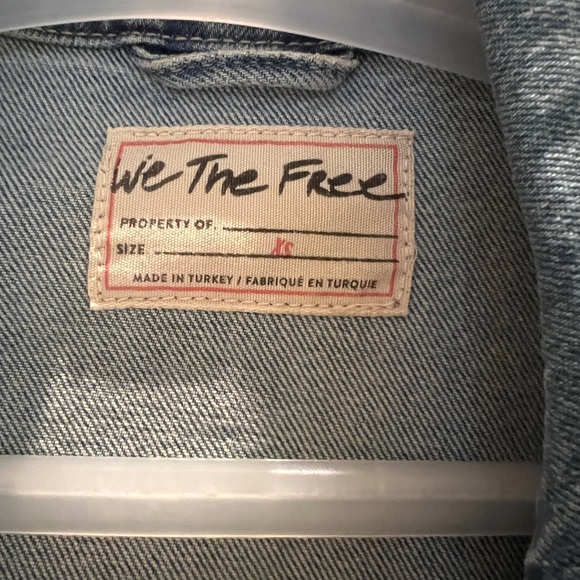 We The Free
PROPERTY OF.
SIZE XS
MADE IN TURKEY / FABRIQUÉ EN TURQUIE